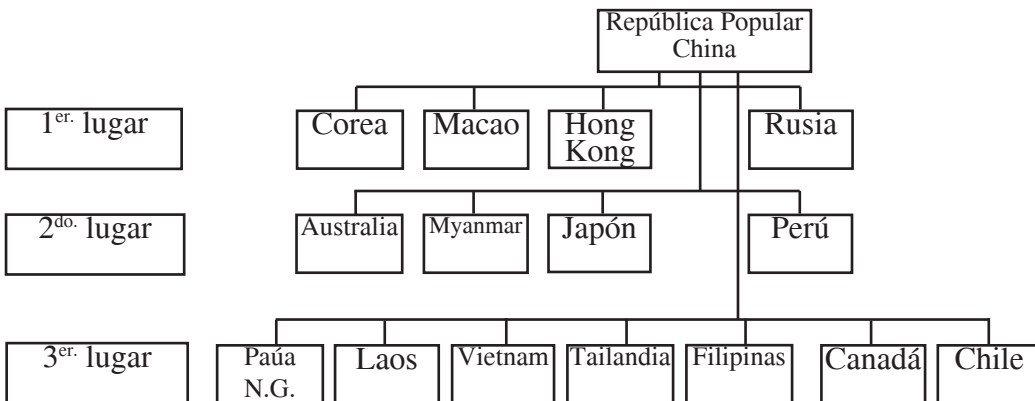 República Popular
China
1er. lugar
Corea
Macao
Hong
Kong
Rusia
2do. lugar
Australia
Myanmar
Japón
Perú
3er. lugar
Paúa
N.G.
Laos
Vietnam
Tailandia
Filipinas
Canadá
Chile